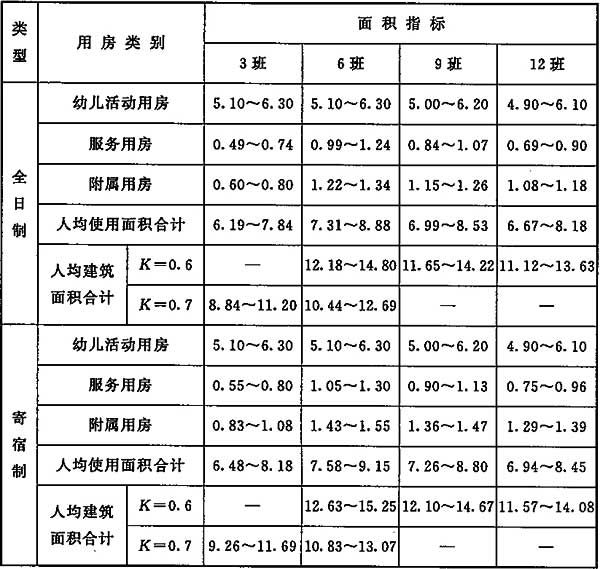 类型 用房类别 面积指标
3班 6班 9班 12班
全日制
幼儿活动用房 5.10～6.30 5.10～6.30 5.00～6.20 4.90～6.10
服务用房 0.49～0.74 0.99～1.24 0.84～1.07 0.69～0.90
附属用房 0.60～0.80 1.22～1.34 1.15～1.26 1.08～1.18
人均使用面积合计 6.19～7.84 7.31～8.88 6.99～8.53 6.67～8.18
人均建筑面积合计 K=0.6 — 12.18～14.80 11.65～14.22 11.12～13.63
K=0.7 8.84～11.20 10.44～12.69 — —
寄宿制
幼儿活动用房 5.10～6.30 5.10～6.30 5.00～6.20 4.90～6.10
服务用房 0.55～0.80 1.05～1.30 0.90～1.13 0.75～0.96
附属用房 0.83～1.08 1.43～1.55 1.36～1.47 1.29～1.39
人均使用面积合计 6.48～8.18 7.58～9.15 7.26～8.80 6.94～8.45
人均建筑面积合计 K=0.6 — 12.63～15.25 12.10～14.67 11.57～14.08
K=0.7 9.26～11.69 10.83～13.07 — —